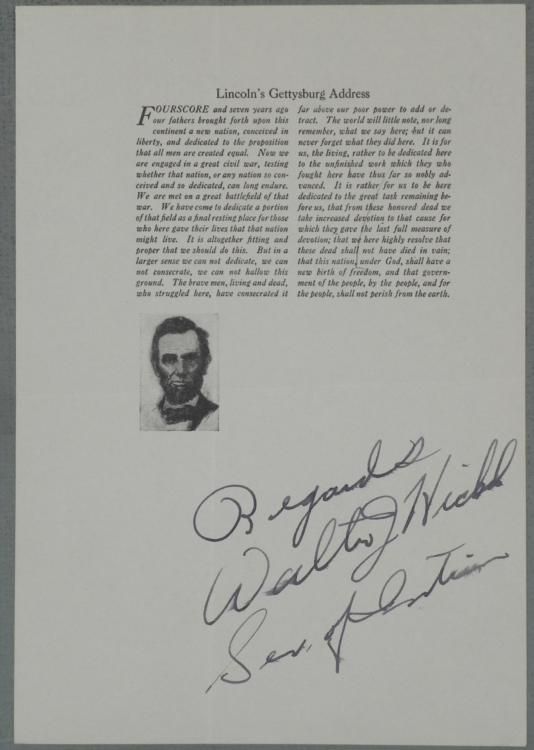 Lincoln's Gettysburg Address
FOURSCORE and seven years ago
our fathers brought forth upon this
continent a new nation, conceived in
liberty, and dedicated to the proposition
that all men are created equal. Now we
are engaged in a great civil war, testing
whether that nation, or any nation so con-
ceived and so dedicated, can long endure.
We are met on a great battlefield of that
war. We have come to dedicate a portion
of that field as a final resting place for those
who here gave their lives that that nation
might live. It is altogether fitting and
proper that we should do this. But in a
larger sense we can not dedicate, we can
not consecrate, we can not hallow this
ground. The brave men, living and dead,
who struggled here, have consecrated it
far above our poor power to add or de-
tract. The world will little note, nor long
remember, what we say here; but it can
never forget what they did here. It is for
us, the living, rather to be dedicated here
to the unfinished work which they who
fought here have thus far so nobly ad-
vanced. It is rather for us to be here
dedicated to the great task remaining be-
fore us, that from these honored dead we
take increased devotion to that cause for
which they gave the last full measure of
devotion; that we here highly resolve that
these dead shall not have died in vain;
that this nation, under God, shall have a
new birth of freedom, and that govern-
ment of the people, by the people, and for
the people, shall not perish from the earth.
Regards
Walter J Hickel
Sec. of Interior